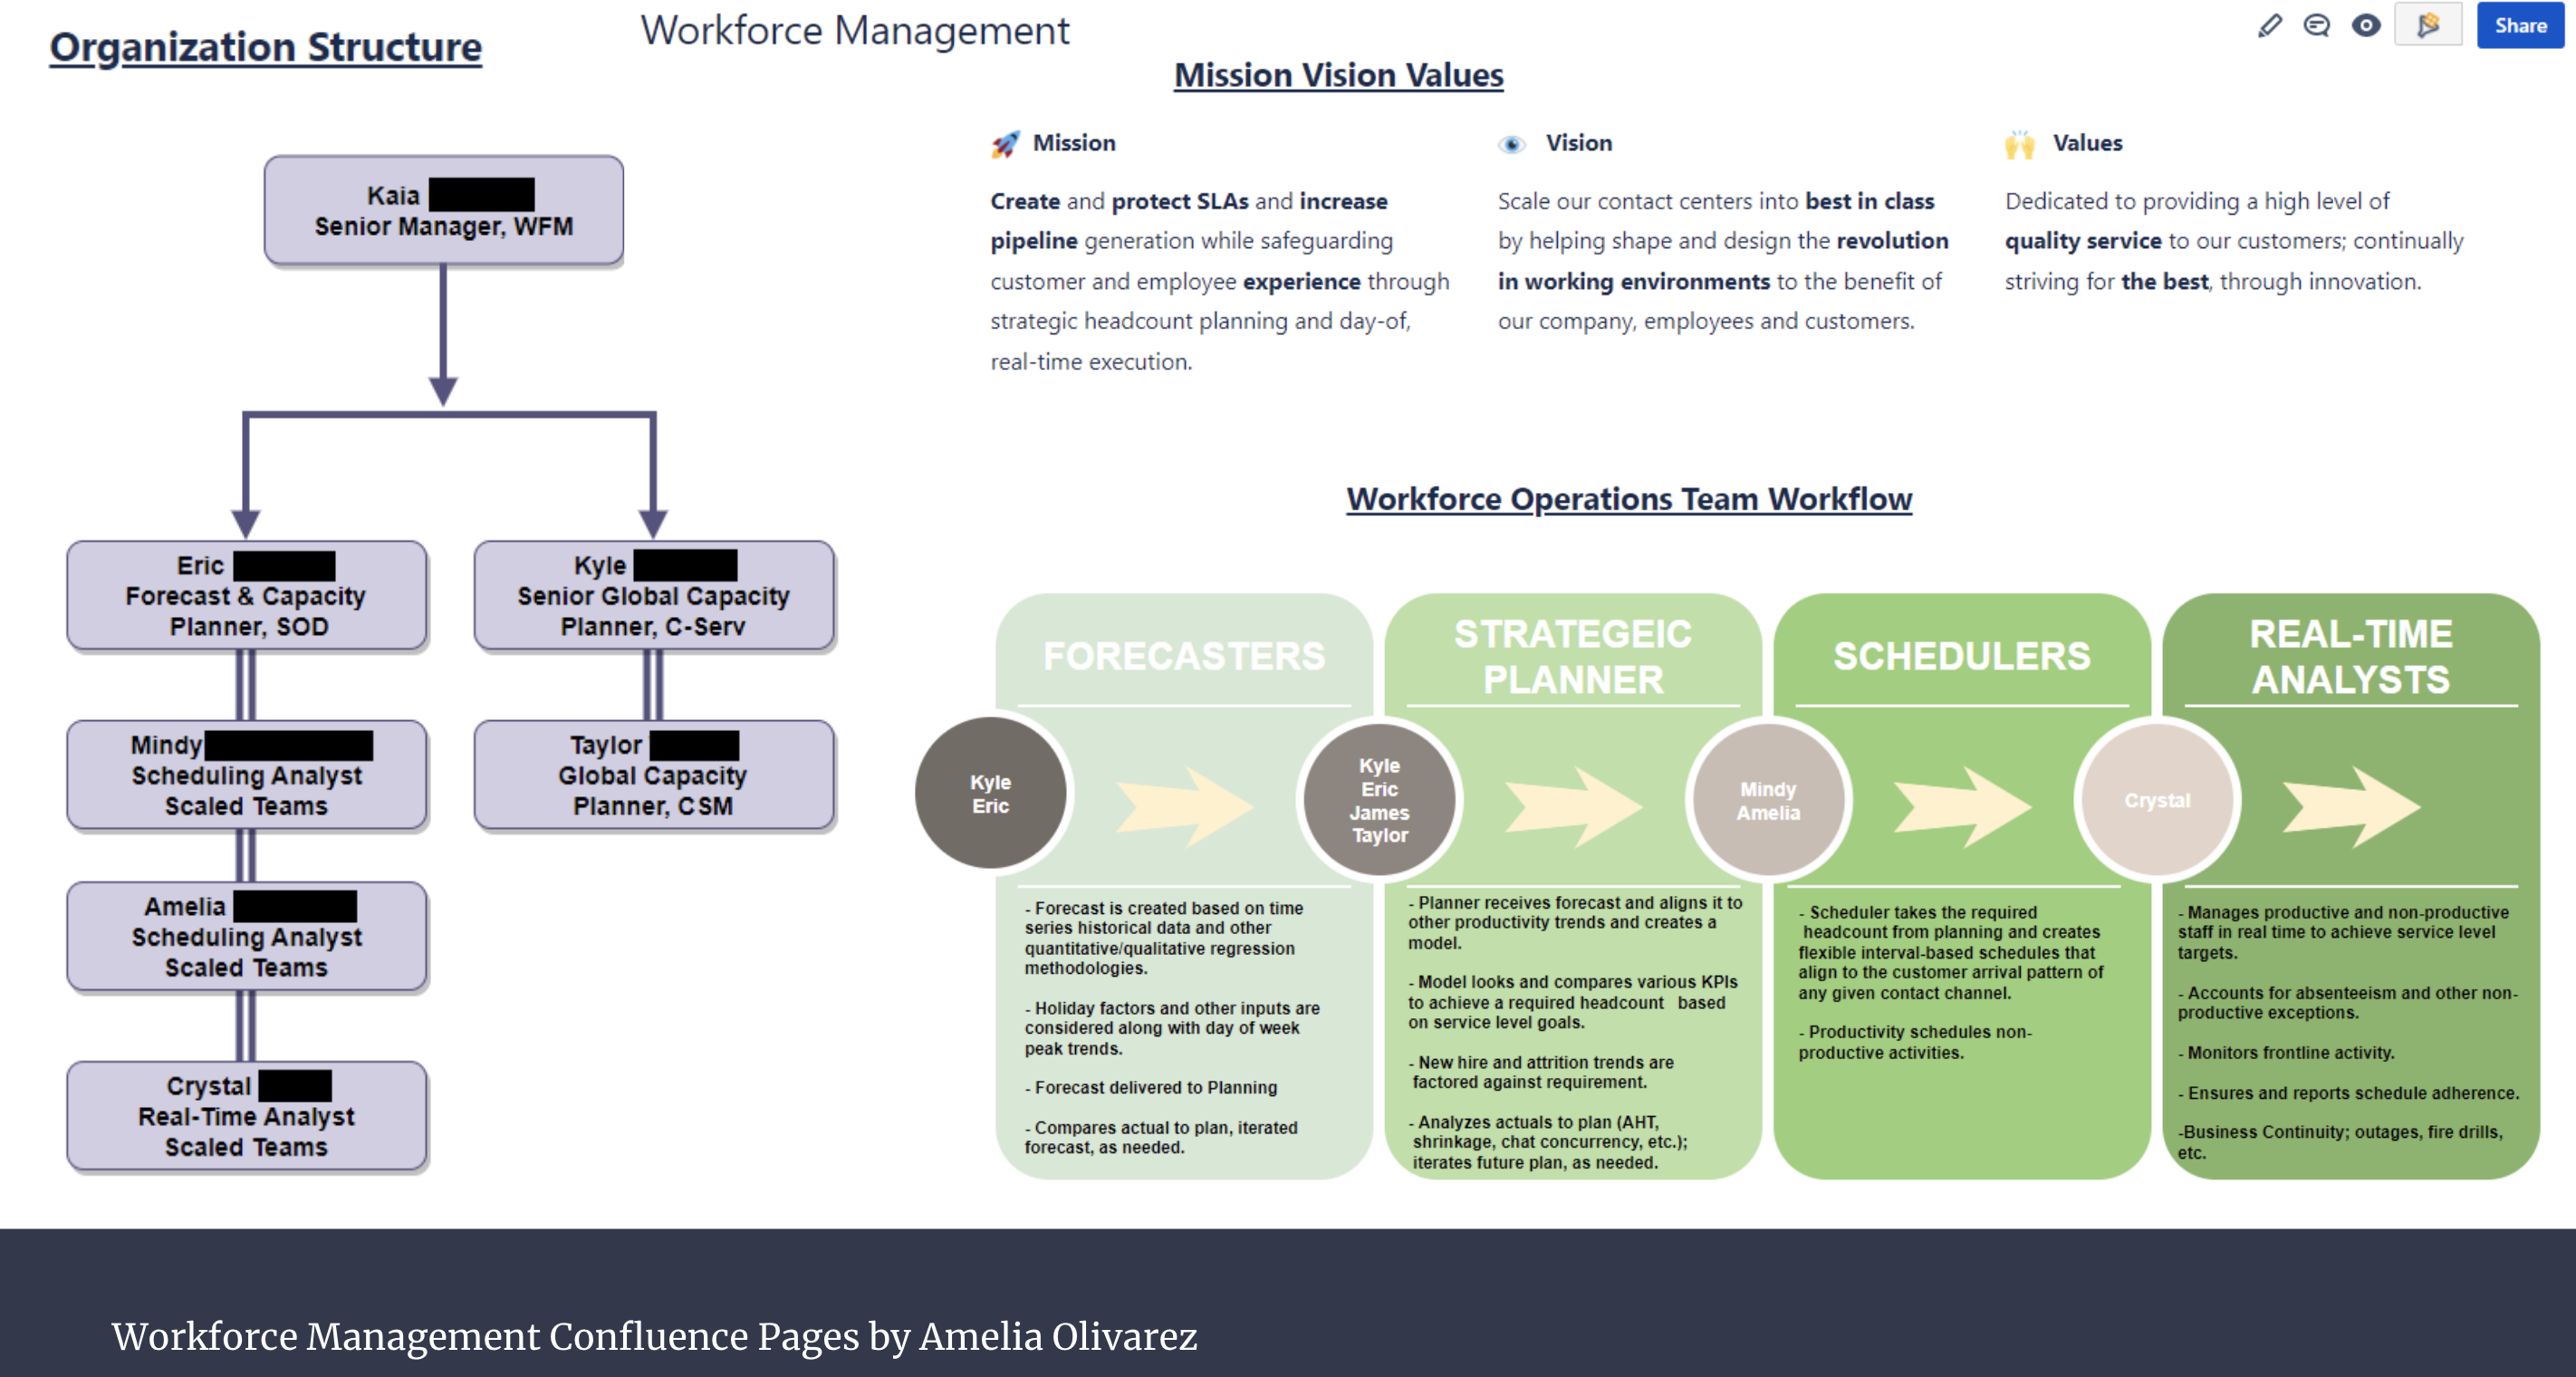 Organization Structure
Workforce Management
Share
Mission Vision Values
Kaia
Senior Manager, WFM
Eric
Forecast & Capacity
Planner, SOD
Kyle
Senior Global Capacity
Planner, C-Serv
Mindy
Scheduling Analyst
Scaled Teams
Taylor
Global Capacity
Planner, CSM
Amelia
Scheduling Analyst
Scaled Teams
Crystal
Real-Time Analyst
Scaled Teams
Mission
Create and protect SLAs and increase
pipeline generation while safeguarding
customer and employee experience through
strategic headcount planning and day-of,
real-time execution.
Vision
Scale our contact centers into best in class
by helping shape and design the revolution
in working environments to the benefit of
our company, employees and customers.
Values
Dedicated to providing a high level of
quality service to our customers; continually
striving for the best, through innovation.
Workforce Operations Team Workflow
FORECASTERS
Kyle
Eric
- Forecast is created based on time
series historical data and other
quantitative/qualitative regression
methodologies.
- Holiday factors and other inputs are
considered along with day of week
peak trends.
- Forecast delivered to Planning
- Compares actual to plan, iterated
forecast, as needed.
STRATEGEIC
PLANNER
Kyle
Eric
James
Taylor
- Planner receives forecast and aligns it to
other productivity trends and creates a
model.
- Model looks and compares various KPIs
to achieve a required headcount based
on service level goals.
- New hire and attrition trends are
factored against requirement.
- Analyzes actuals to plan (AHT,
shrinkage, chat concurrency, etc.);
iterates future plan, as needed.
SCHEDULERS
Mindy
Amelia
- Scheduler takes the required
headcount from planning and creates
flexible interval-based schedules that
align to the customer arrival pattern of
any given contact channel.
- Productivity schedules non-
productive activities.
REAL-TIME
ANALYSTS
Crystal
- Manages productive and non-productive
staff in real time to achieve service level
targets.
- Accounts for absenteeism and other non-
productive exceptions.
- Monitors frontline activity.
- Ensures and reports schedule adherence.
-Business Continuity; outages, fire drills,
etc.
Workforce Management Confluence Pages by Amelia Olivarez